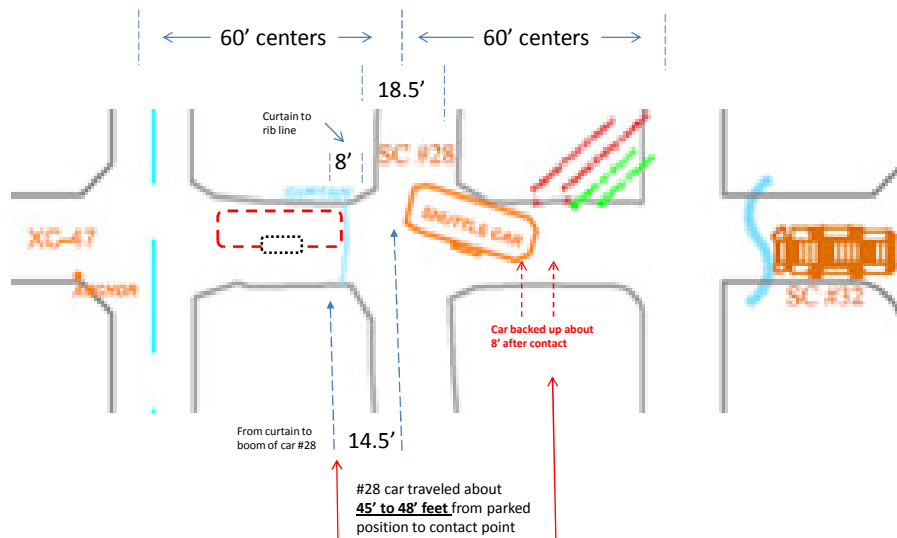 60’ centers
60’ centers
18.5’
Curtain to
rib line
8’
SC #28
CURTAIN
SHUTTLE CAR
XC-47
ANCHOR
SC #32
Car backed up about
8’ after contact
From curtain to
boom of car #28
14.5’
#28 car traveled about
45’ to 48’ feet from parked
position to contact point